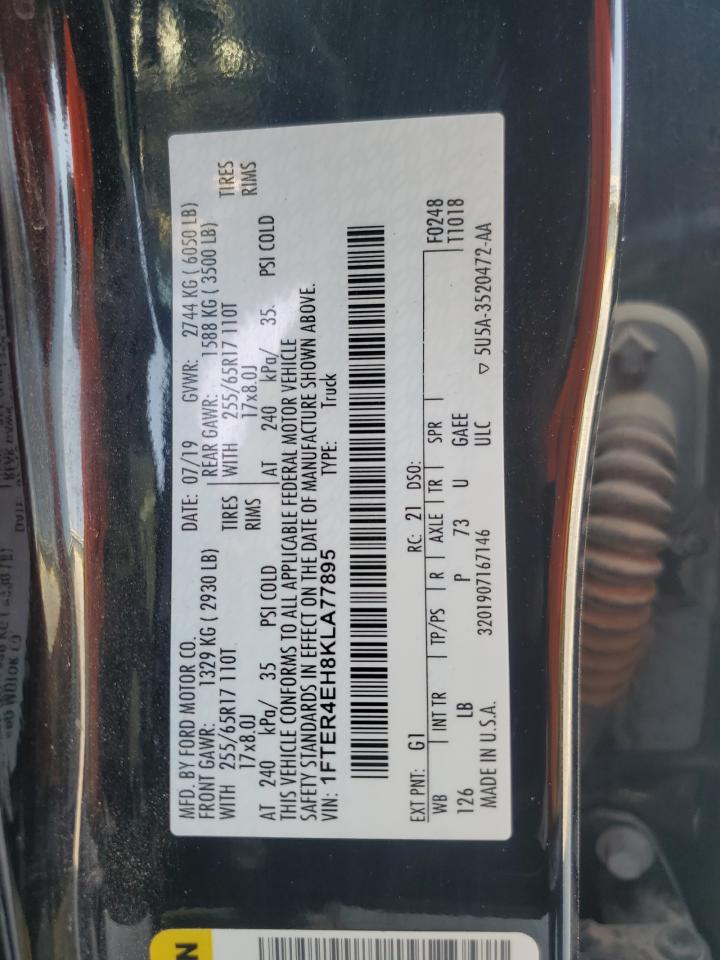 MFD. BY FORD MOTOR CO. DATE: 07/19 GVWR: 2744 KG ( 6050 LB)
FRONT GAWR: 1329 KG ( 2930 LB) REAR GAWR: 1588 KG ( 3500 LB)
WITH 255/65R17 110T TIRES WITH 255/65R17 110T TIRES
17x8.0J RIMS 17x8.0J RIMS
AT 240 kPa/ 35 PSI COLD AT 240 kPa/ 35. PSI COLD
THIS VEHICLE CONFORMS TO ALL APPLICABLE FEDERAL MOTOR VEHICLE
SAFETY STANDARDS IN EFFECT ON THE DATE OF MANUFACTURE SHOWN ABOVE.
VIN: 1FTER4EH8KLA77895 TYPE: Truck
EXT PNT: G1 RC: 21 DSO: F0248
WB INT TR TP/PS R AXLE TR SPR T1018
126 LB P 73 U GAEE
MADE IN U.S.A. 3201907167146 ULC ▽ 5U5A-3520472-AA